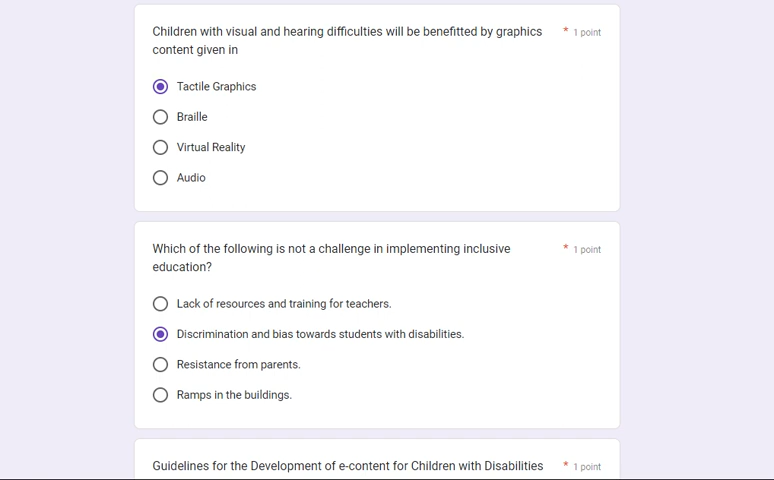 Children with visual and hearing difficulties will be benefitted by graphics * 1 point
content given in
Tactile Graphics
Braille
Virtual Reality
Audio
Which of the following is not a challenge in implementing inclusive * 1 point
education?
Lack of resources and training for teachers.
Discrimination and bias towards students with disabilities.
Resistance from parents.
Ramps in the buildings.
Guidelines for the Development of e-content for Children with Disabilities * 1 point